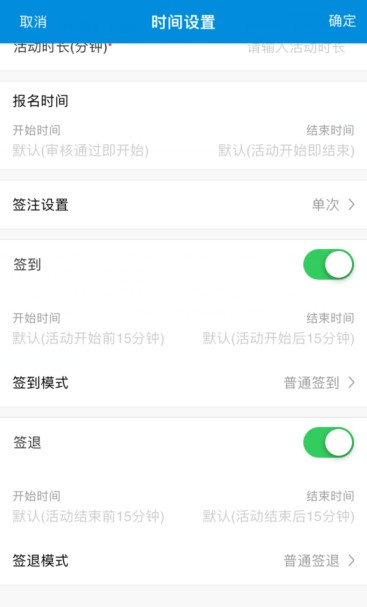 取消 时间设置 确定
活动时长(分钟)* 请输入活动时长
报名时间
开始时间 结束时间
默认(审核通过即开始) 默认(活动开始即结束)
签注设置 单次
签到
开始时间 结束时间
默认(活动开始前15分钟) 默认(活动开始后15分钟)
签到模式 普通签到
签退
开始时间 结束时间
默认(活动结束前15分钟) 默认(活动结束后15分钟)
签退模式 普通签退